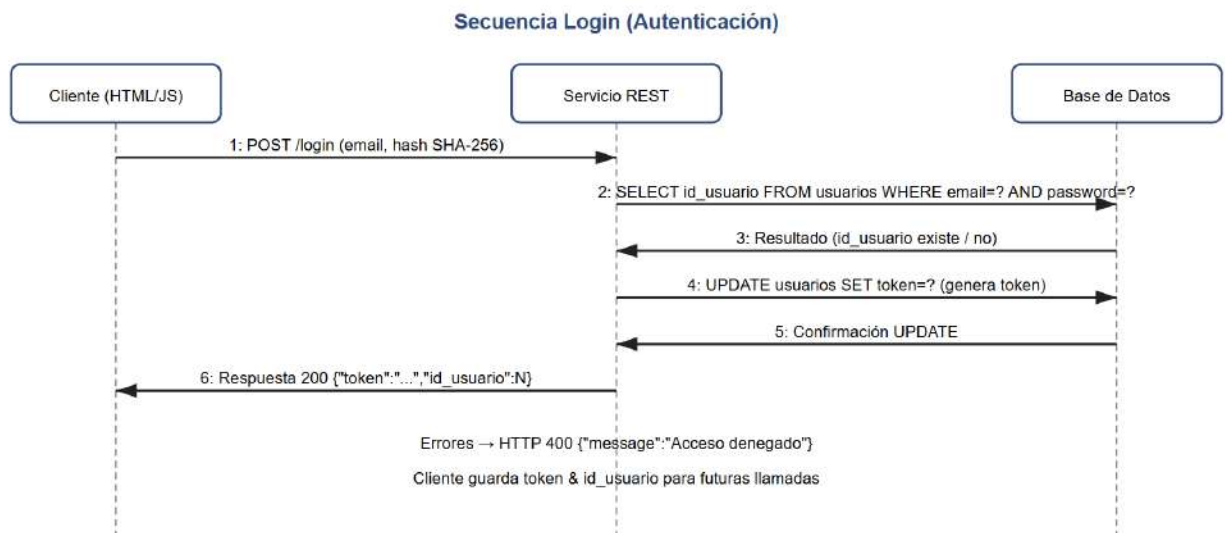 Secuencia Login (Autenticación)
Cliente (HTML/JS)
Servicio REST
Base de Datos
1: POST /login (email, hash SHA-256)
2: SELECT id_usuario FROM usuarios WHERE email=? AND password=?
3: Resultado (id_usuario existe / no)
4: UPDATE usuarios SET token=? (genera token)
5: Confirmación UPDATE
6: Respuesta 200 {"token":"...","id_usuario":N}
Errores → HTTP 400 {"message":"Acceso denegado"}
Cliente guarda token & id_usuario para futuras llamadas